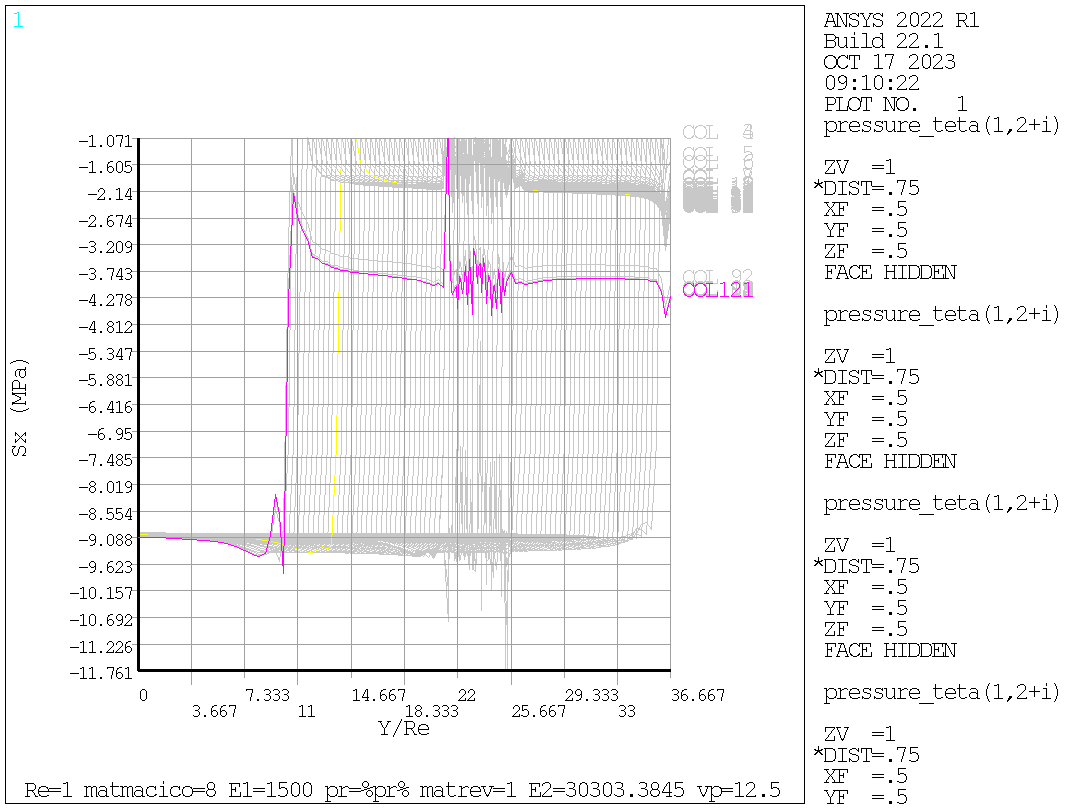 1
ANSYS 2022 R1
Build 22.1
OCT 17 2023
09:10:22
PLOT NO. 1
pressure_teta(1,2+i)
ZV =1
*DIST=.75
XF =.5
YF =.5
ZF =.5
FACE HIDDEN
pressure_teta(1,2+i)
ZV =1
*DIST=.75
XF =.5
YF =.5
ZF =.5
FACE HIDDEN
pressure_teta(1,2+i)
ZV =1
*DIST=.75
XF =.5
YF =.5
ZF =.5
FACE HIDDEN
pressure_teta(1,2+i)
ZV =1
*DIST=.75
XF =.5
YF =.5
-1.071
-1.605
-2.14
-2.674
-3.209
-3.743
-4.278
-4.812
-5.347
-5.881
-6.416
-6.95
-7.485
-8.019
-8.554
-9.088
-9.623
-10.157
-10.692
-11.226
-11.761
Sx (MPa)
COL
COL 92
COL121
0 7.333 14.667 22 29.333 36.667
3.667 11 18.333 25.667 33
Y/Re
Re=1 matmacico=8 E1=1500 pr=%pr% matrev=1 E2=30303.3845 vp=12.5